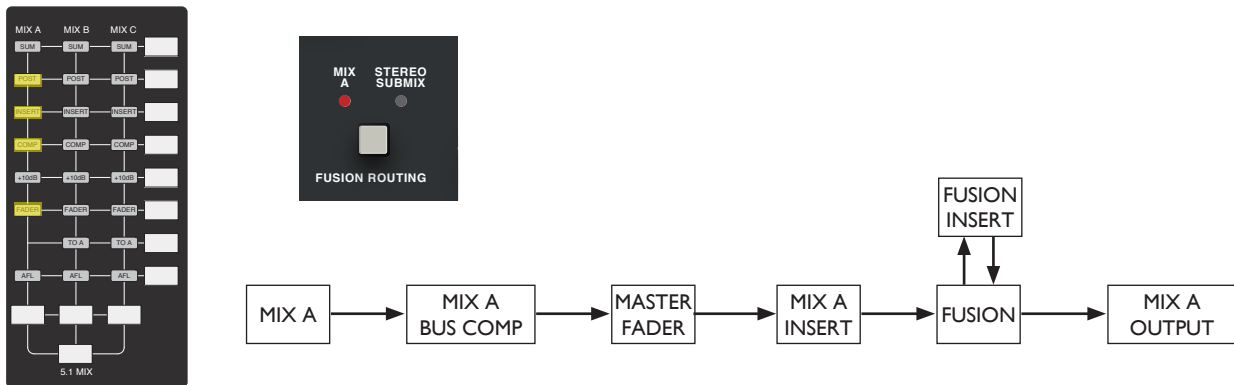 MIX A MIX B MIX C
SUM SUM SUM
POST POST POST
INSERT INSERT INSERT
COMP COMP COMP
+10dB +10dB +10dB
FADER FADER FADER
TO A TO A
AFL AFL AFL
5.1 MIX
MIX A
STEREO SUBMIX
FUSION ROUTING
MIX A
MIX A
BUS COMP
MASTER
FADER
MIX A
INSERT
FUSION
INSERT
FUSION
MIX A
OUTPUT